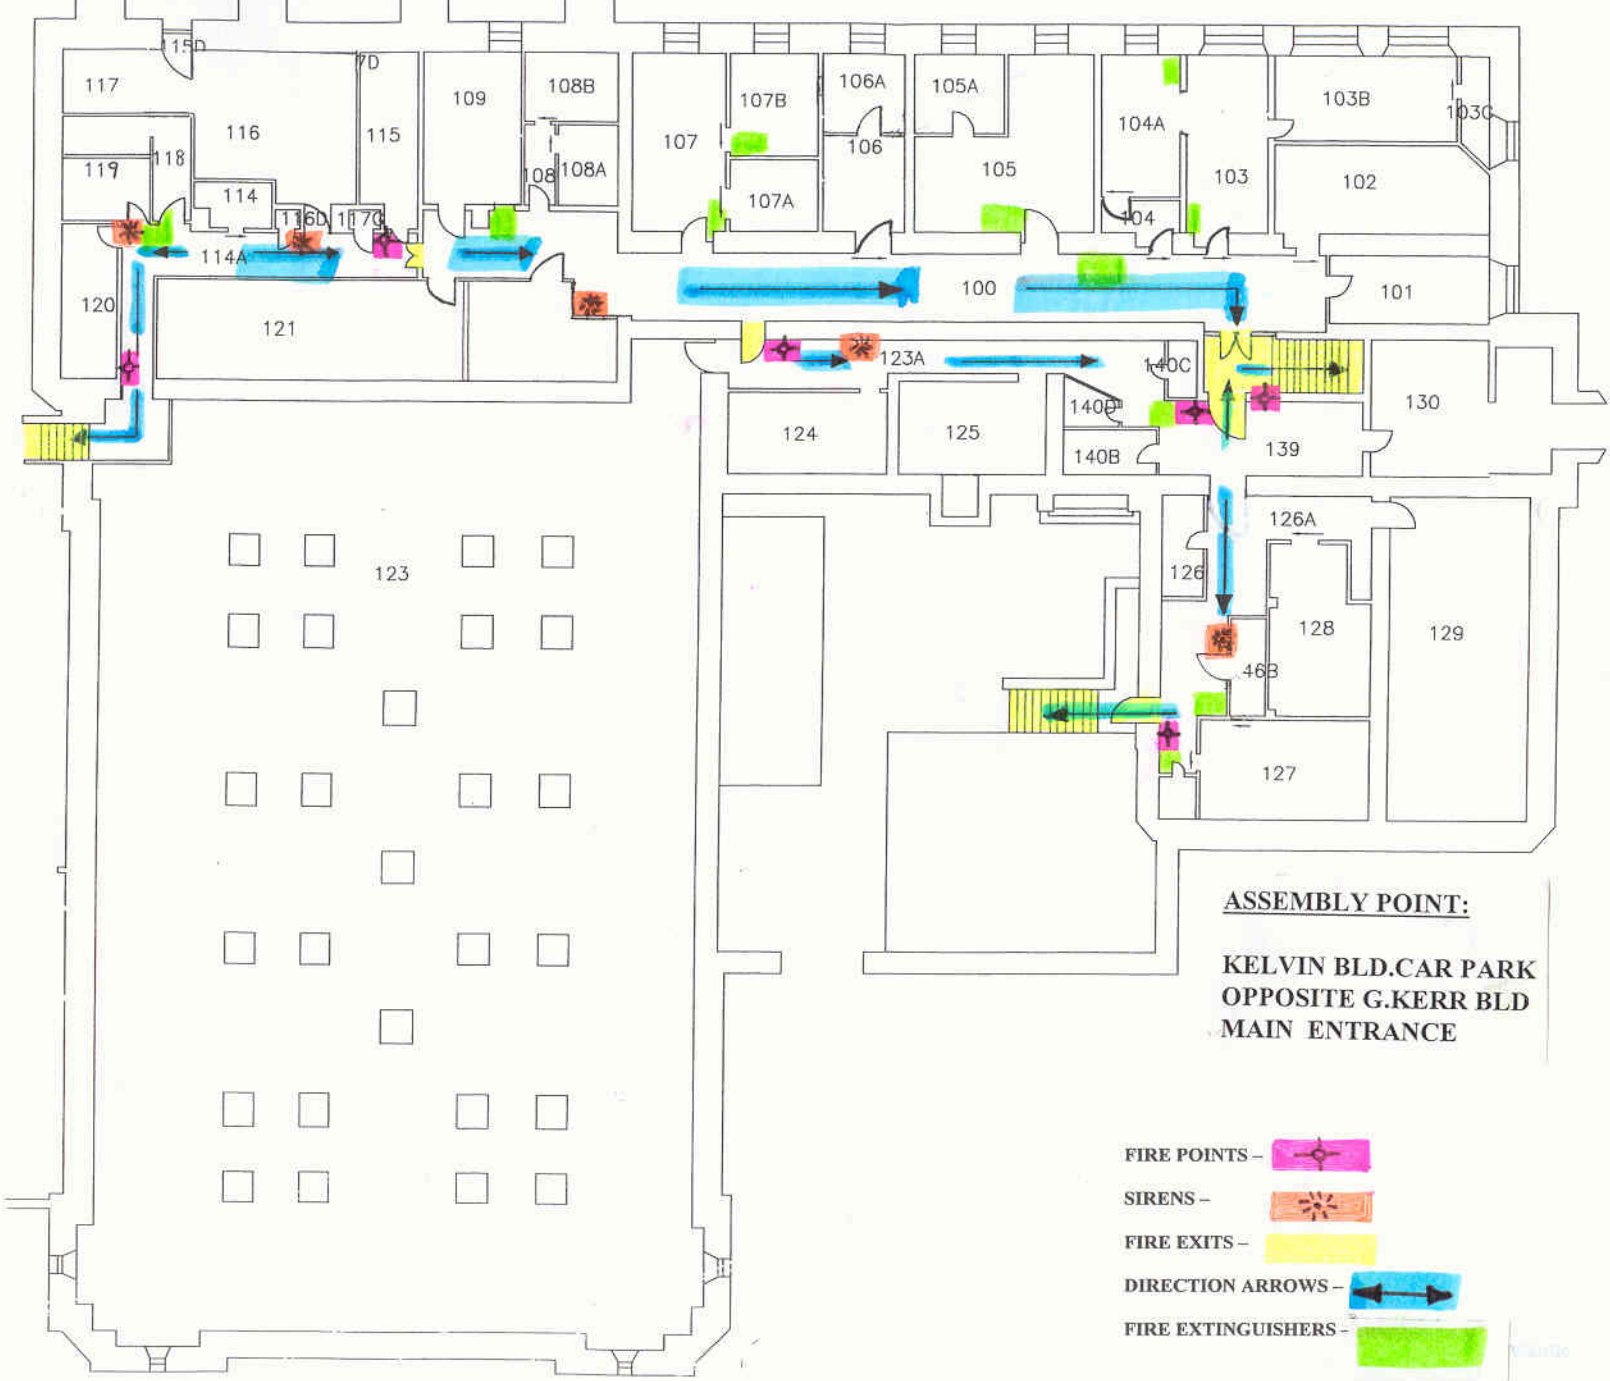 115D
7D
117
116
115
109
108B
107
107B
106A
105A
104A
103B
103C
119
118
114
108
108A
107A
106
105
103
102
116D
117C
104
114A
100
101
120
121
123A
140C
140D
130
124
125
140B
139
123
126A
126
128
129
46B
127
ASSEMBLY POINT:
KELVIN BLD.CAR PARK
OPPOSITE G.KERR BLD
MAIN ENTRANCE
FIRE POINTS –
SIRENS –
FIRE EXITS –
DIRECTION ARROWS –
FIRE EXTINGUISHERS -